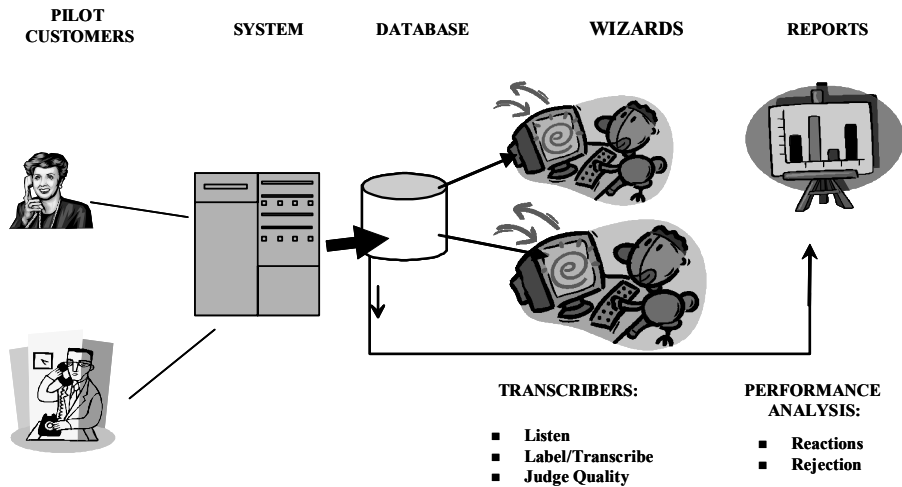 PILOT
CUSTOMERS
SYSTEM
DATABASE
WIZARDS
REPORTS
TRANSCRIBERS:
■ Listen
■ Label/Transcribe
■ Judge Quality
PERFORMANCE
ANALYSIS:
■ Reactions
■ Rejection